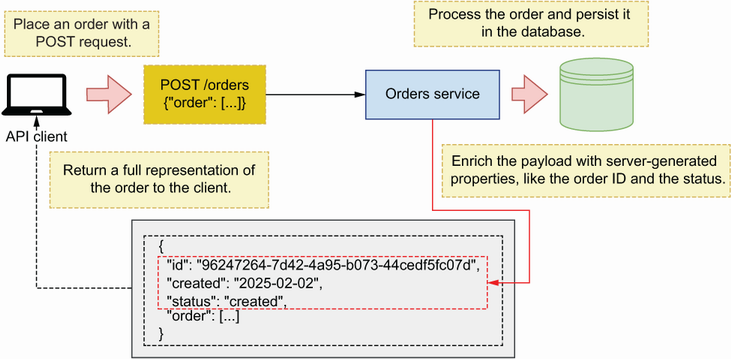 Place an order with a
POST request.
Process the order and persist it
in the database.
POST /orders
{"order": [...]}
Orders service
API client
Return a full representation of
the order to the client.
Enrich the payload with server-generated
properties, like the order ID and the status.
{
"id": "96247264-7d42-4a95-b073-44cedf5fc07d",
"created": "2025-02-02",
"status": "created",
"order": [...]
}